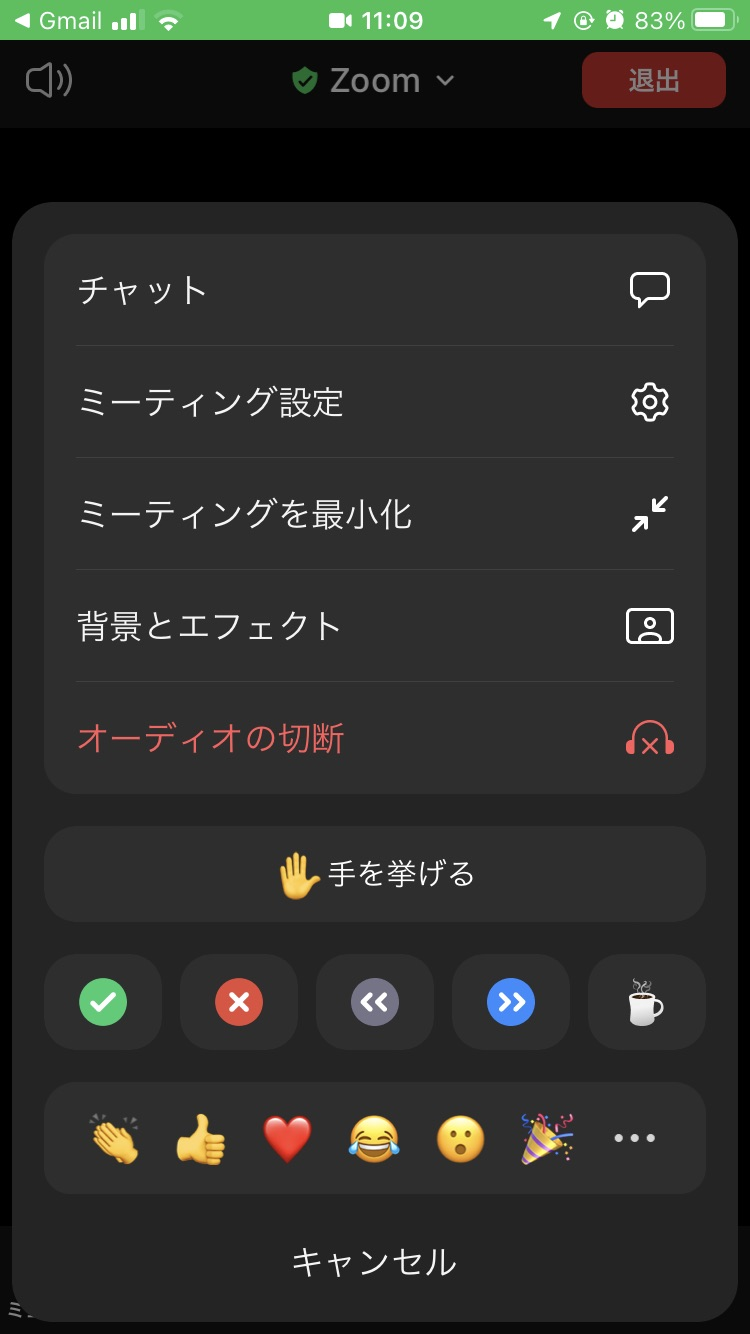 Gmail 11:09 83%
Zoom 退出
チャット
ミーティング設定
ミーティングを最小化
背景とエフェクト
オーディオの切断
手を挙げる
キャンセル